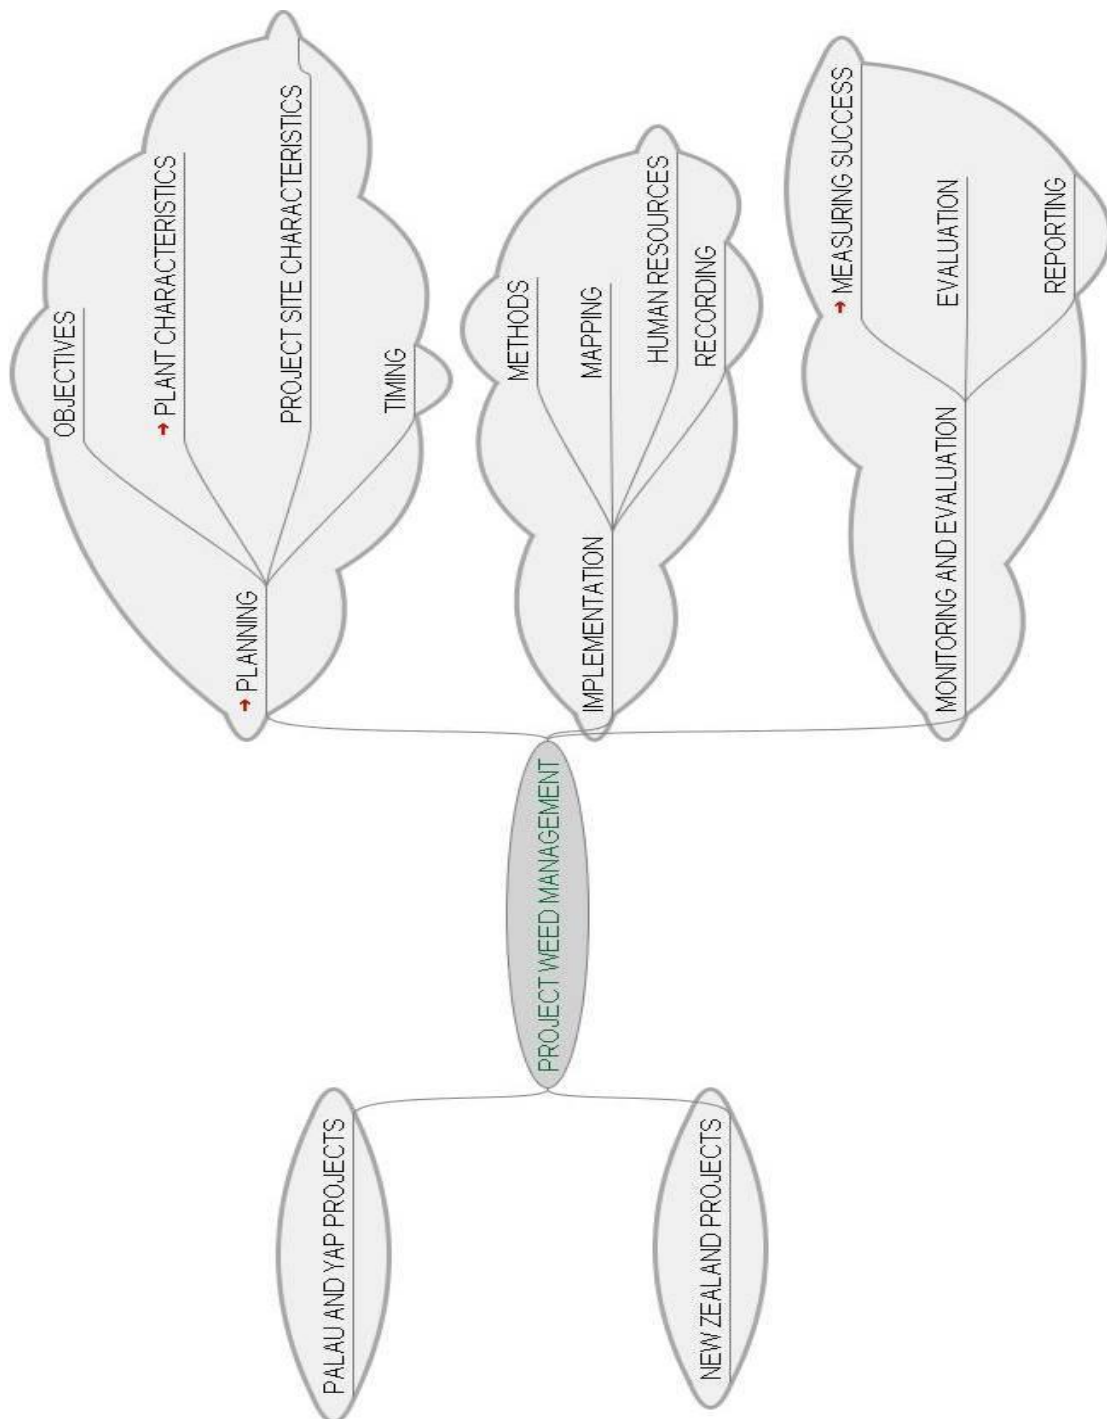 OBJECTIVES
→ PLANT CHARACTERISTICS
PROJECT SITE CHARACTERISTICS
TIMING
→ PLANNING
METHODS
MAPPING
HUMAN RESOURCES
RECORDING
IMPLEMENTATION
→ MEASURING SUCCESS
EVALUATION
REPORTING
MONITORING AND EVALUATION
PROJECT WEED MANAGEMENT
PALAU AND YAP PROJECTS
NEW ZEALAND PROJECTS